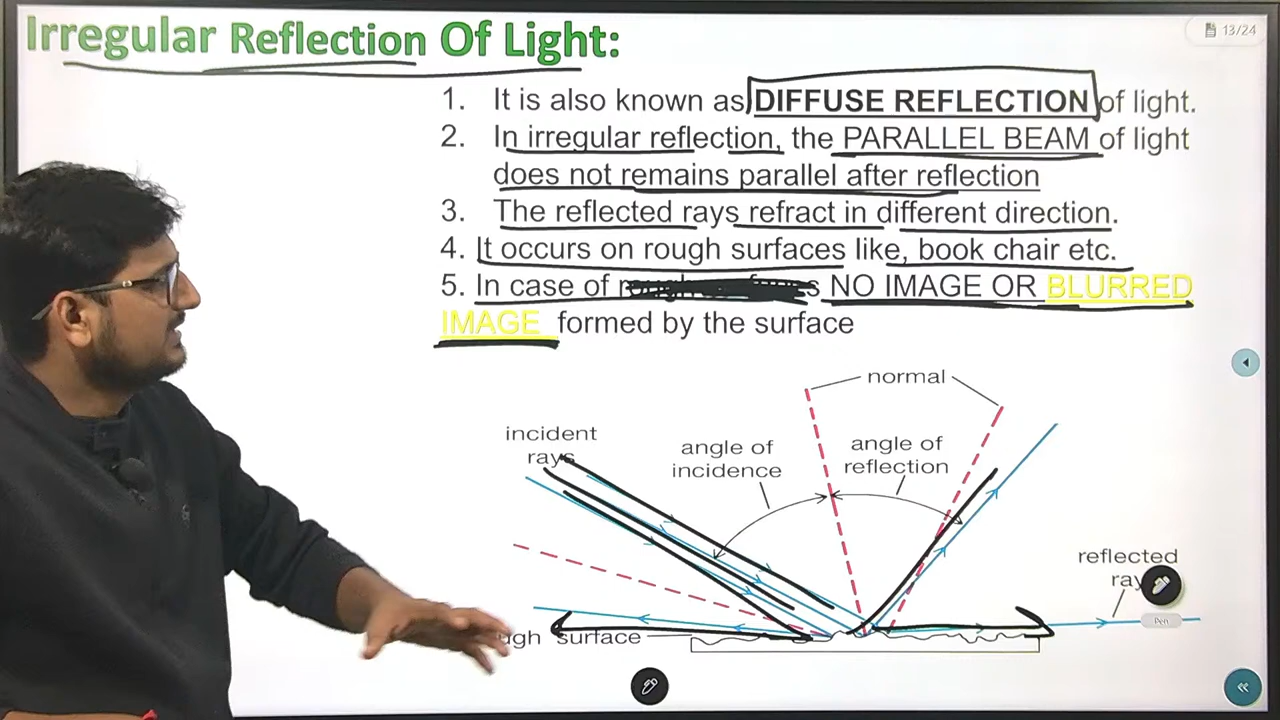 Irregular Reflection Of Light:
13/24
1. It is also known as DIFFUSE REFLECTION of light.
2. In irregular reflection, the PARALLEL BEAM of light
does not remains parallel after reflection
3. The reflected rays refract in different direction.
4. It occurs on rough surfaces like, book chair etc.
5. In case of NO IMAGE OR BLURRED
IMAGE formed by the surface
normal
incident
rays
angle of
incidence
angle of
reflection
reflected
surface
Pen